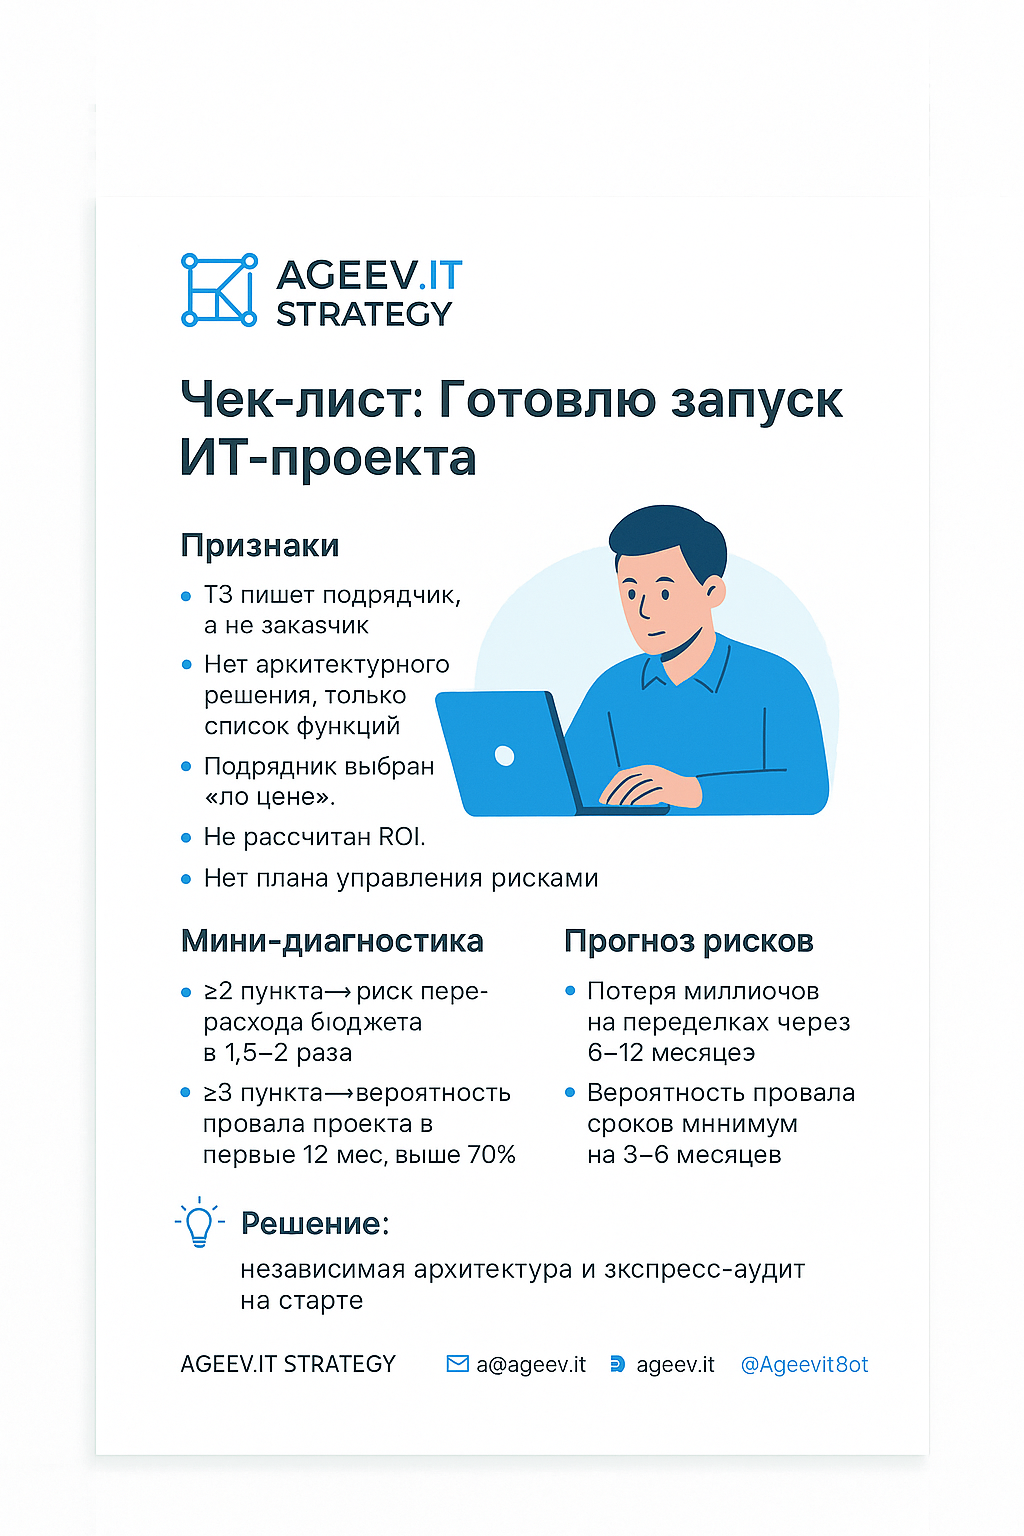 AGEEV.IT
STRATEGY
Чек-лист: Готовлю запуск
ИТ-проекта
Признаки
• ТЗ пишет подрядчик,
а не заказчик
• Нет аркитектурного
решения, только
список функций
• Подрядник выбран
«ло цене».
• Не рассчитан ROI.
• Нет плана управления рисками
Мини-диагностика
• ≥2 пункта→риск пере-
расхода бюджета
в 1,5–2 раза
• ≥3 пункта→вероятность
провала проекта в
первые 12 мес, выше 70%
Прогноз рисков
• Потеря миллиочов
на переделках через
6–12 месяцеэ
• Вероятность провала
сроков мннимум
на 3–6 месяцев
Решение:
независимая архитектура и зкспресс-аудит
на старте
AGEEV.IT STRATEGY a@ageev.it ageev.it @Ageevit8ot